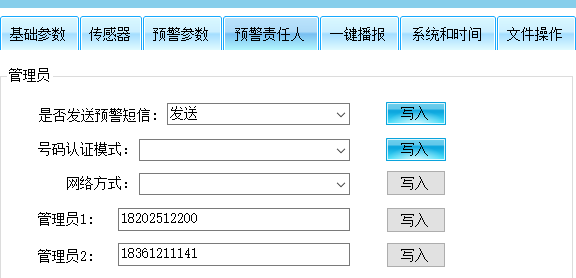 基础参数 传感器 预警参数 预警责任人 一键播报 系统和时间 文件操作
管理员
是否发送预警短信： 发送 写入
号码认证模式： 写入
网络方式： 写入
管理员1： 18202512200 写入
管理员2： 18361211141 写入